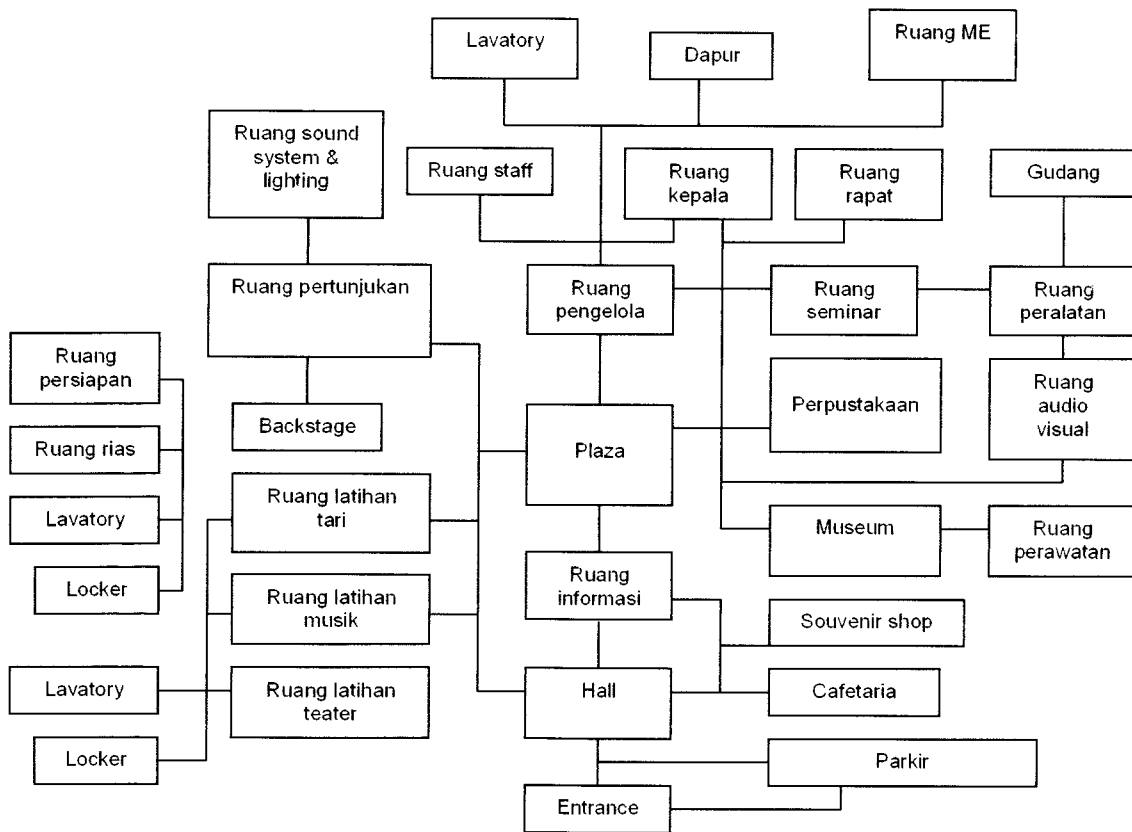 Lavatory
Dapur
Ruang ME
Ruang sound
system &
lighting
Ruang staff
Ruang
kepala
Ruang
rapat
Gudang
Ruang pertunjukan
Ruang
pengelola
Ruang
seminar
Ruang
peralatan
Ruang
persiapan
Backstage
Plaza
Perpustakaan
Ruang
audio
visual
Ruang rias
Lavatory
Locker
Ruang latihan
tari
Ruang latihan
musik
Ruang
informasi
Museum
Ruang
perawatan
Souvenir shop
Lavatory
Locker
Ruang latihan
teater
Hall
Cafetaria
Parkir
Entrance